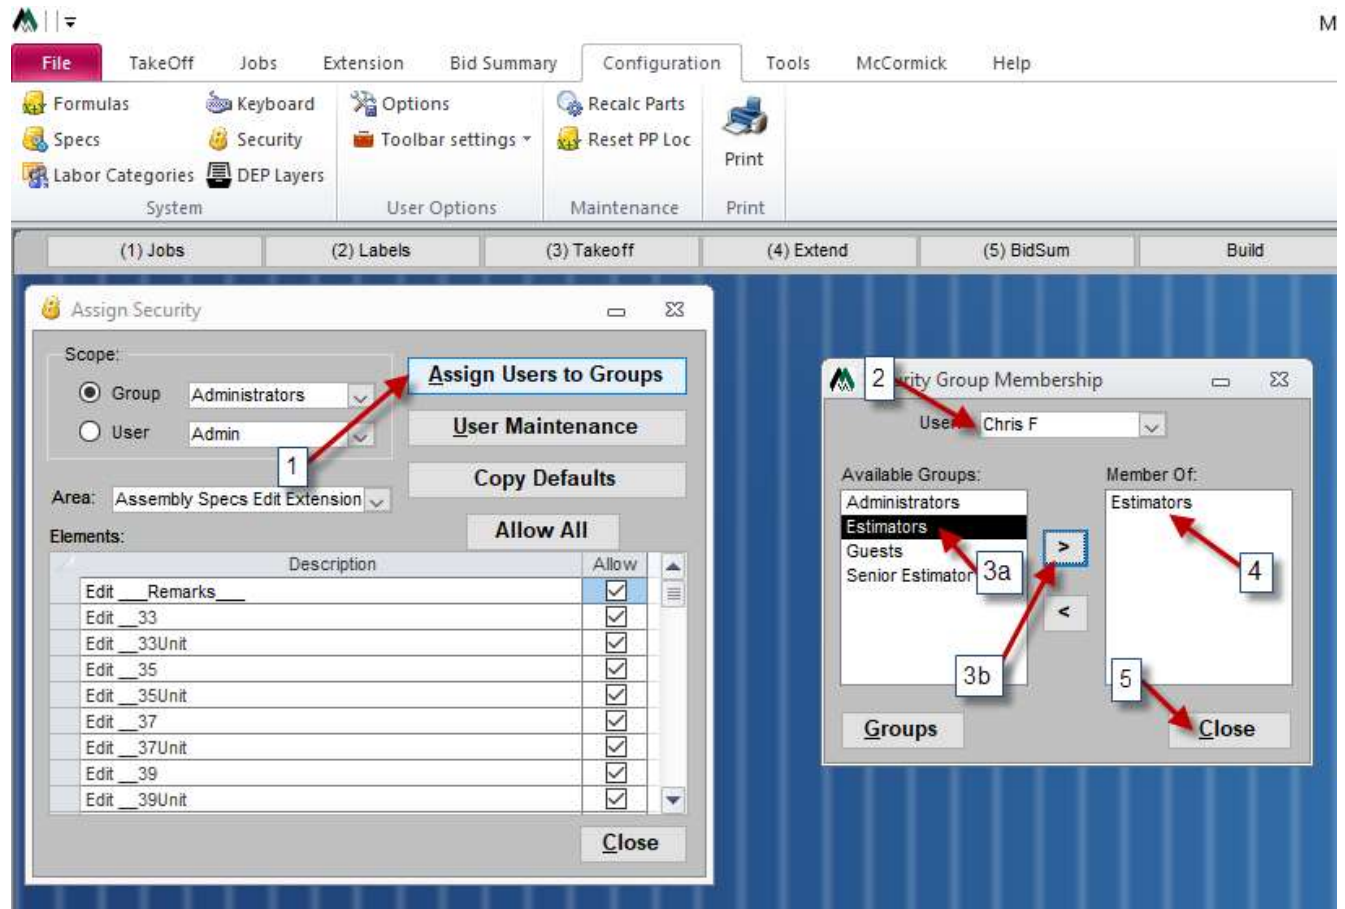 M
File TakeOff Jobs Extension Bid Summary Configuration Tools McCormick Help
Formulas Keyboard Options Recalc Parts
Specs Security Toolbar settings Reset PP Loc
Print
Labor Categories DEP Layers
System User Options Maintenance Print
(1) Jobs (2) Labels (3) Takeoff (4) Extend (5) BidSum Build
Assign Security
Scope:
Group Administrators
User Admin
Assign Users to Groups
User Maintenance
Copy Defaults
Allow All
1
Area: Assembly Specs Edit Extension
Elements:
Description Allow
Edit ___Remarks___
Edit __33
Edit __33Unit
Edit __35
Edit __35Unit
Edit __37
Edit __37Unit
Edit __39
Edit __39Unit
Close
2
Group Membership
Chris F
Available Groups: Member Of:
Administrators
Estimators
Guests
Senior Estimator
Estimators
3a
4
>
<
3b
5
Groups Close